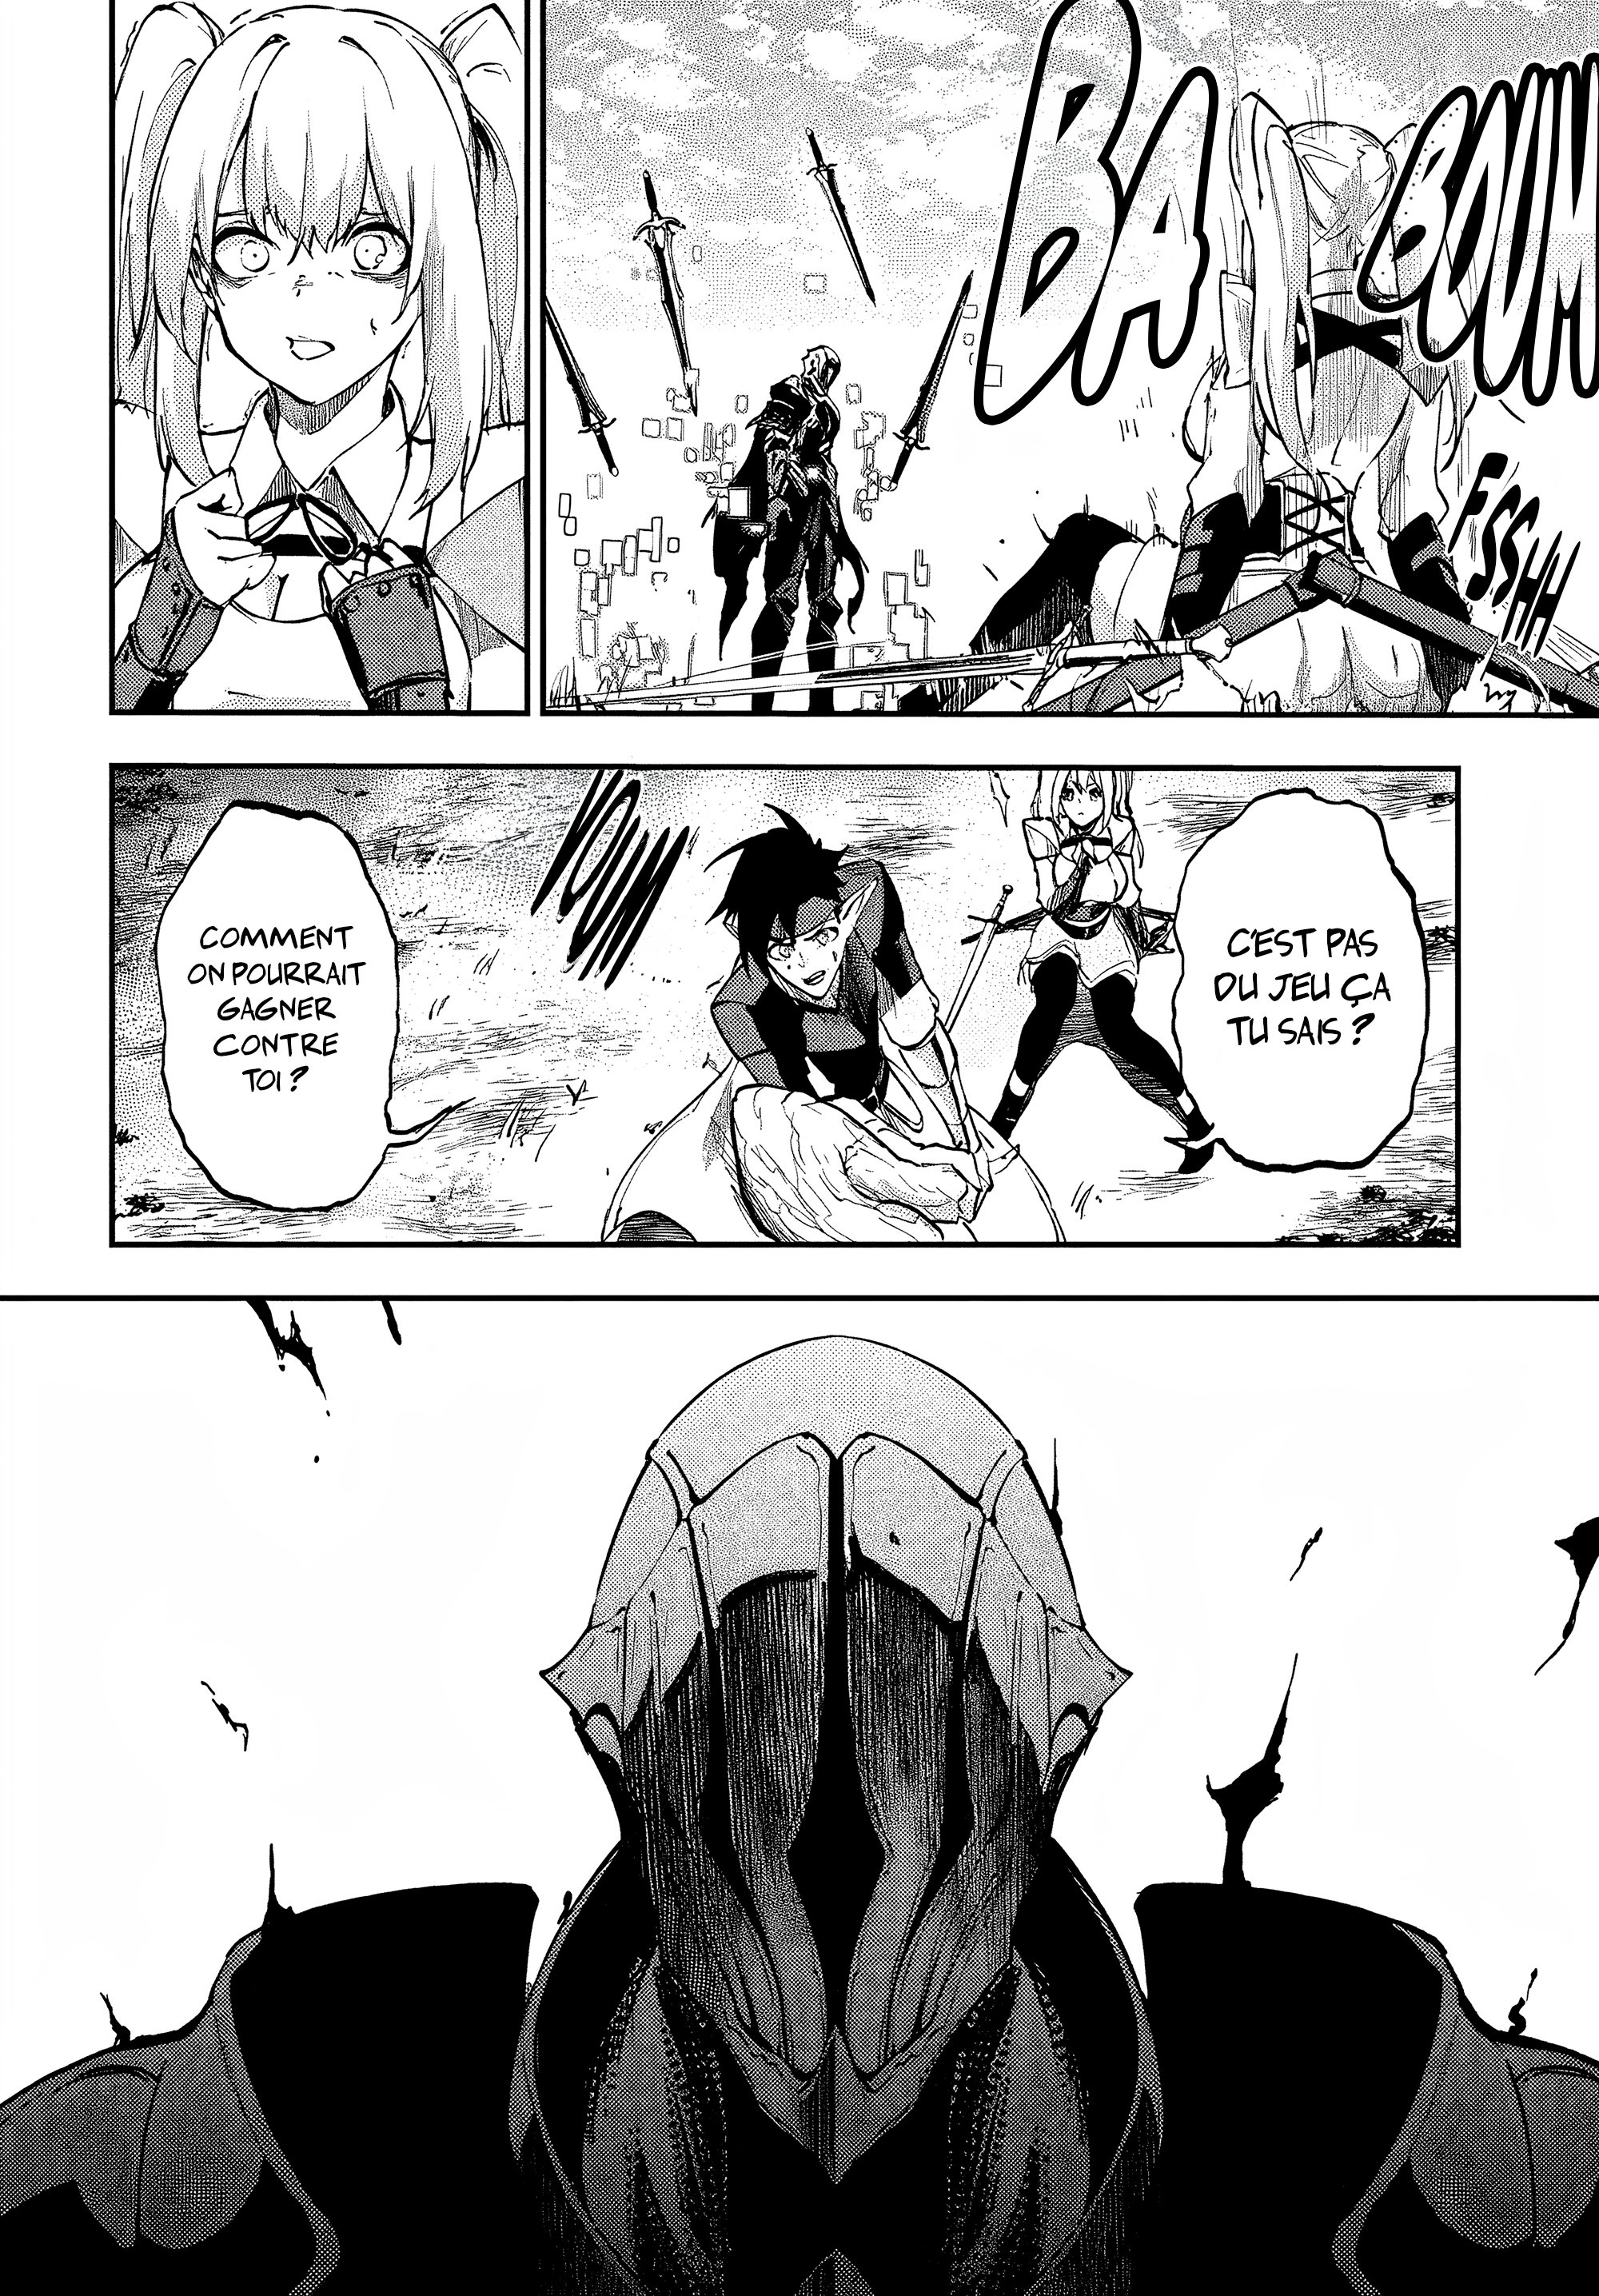 BA
BOUM
FSSHH
C'EST PAS
DU JEU ÇA
TU SAIS ?
VOUM
COMMENT
ON POURRAIT
GAGNER
CONTRE
TOI ?